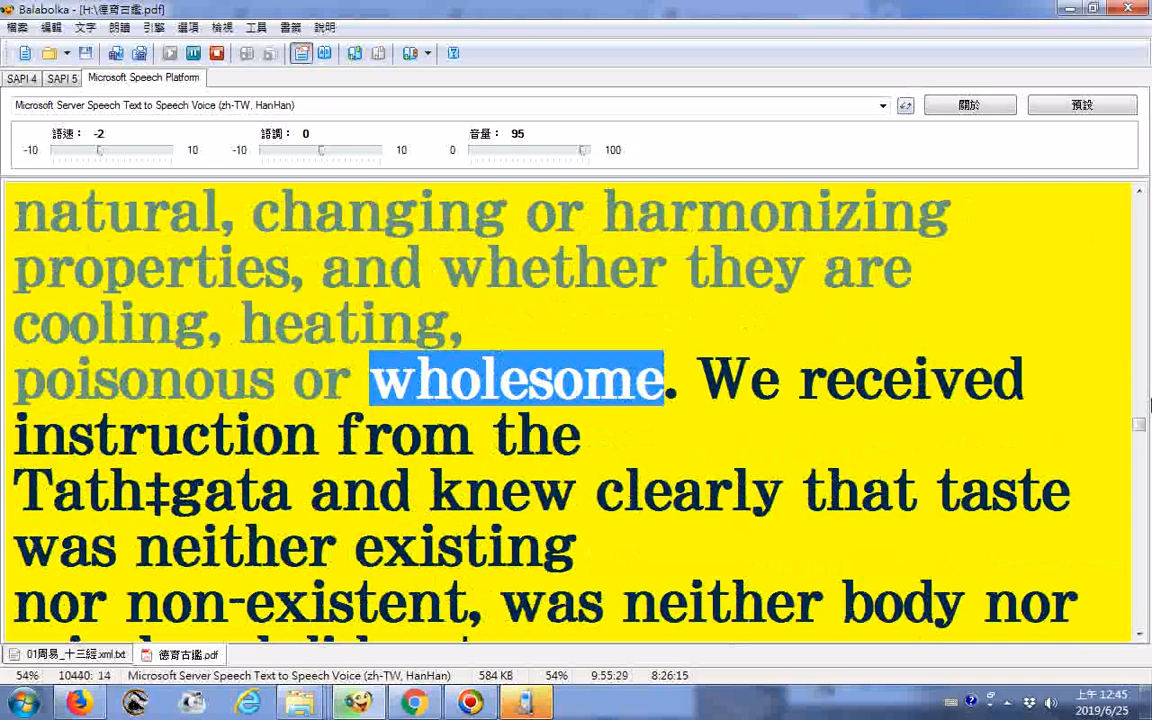 Balabolka - [H:\德育古鑑.pdf]
檔案 編輯 文字 朗讀 引擎 選項 檢視 工具 書籤 說明
SAPI 4 SAPI 5 Microsoft Speech Platform
Microsoft Server Speech Text to Speech Voice (zh-TW, HanHan) 關於 預設
語速： -2 語調： 0 音量： 95
-10 10 -10 10 0 100
natural, changing or harmonizing
properties, and whether they are
cooling, heating,
poisonous or wholesome. We received
instruction from the
Tath‡gata and knew clearly that taste
was neither existing
nor non-existent, was neither body nor
01周易_十三經.xml.txt 德育古鑑.pdf
54% 10440: 14 Microsoft Server Speech Text to Speech Voice (zh-TW, HanHan) 584 KB 54% 9:55:29 8:26:15
上午 12:45
2019/6/25